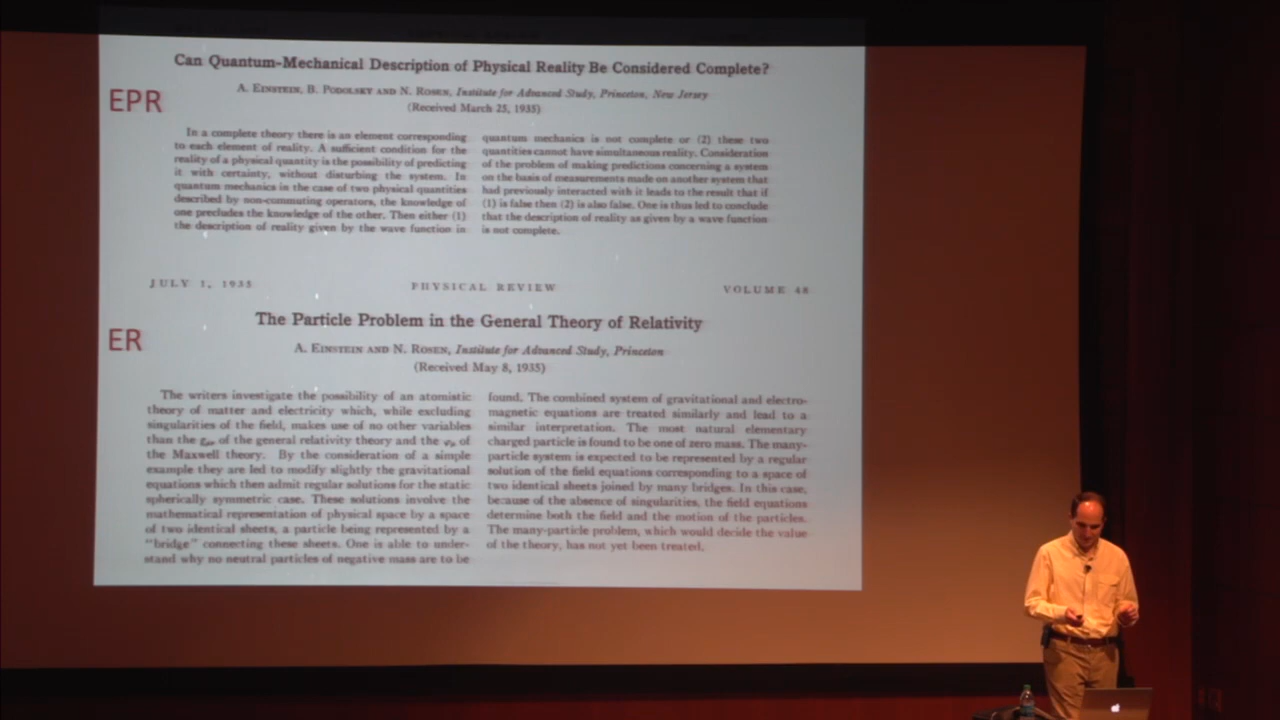 Can Quantum-Mechanical Description of Physical Reality Be Considered Complete?
EPR
A. EINSTEIN, B. PODOLSKY AND N. ROSEN, Institute for Advanced Study, Princeton, New Jersey
(Received March 25, 1935)
In a complete theory there is an element corresponding
to each element of reality. A sufficient condition for the
reality of a physical quantity is the possibility of predicting
it with certainty, without disturbing the system. In
quantum mechanics in the case of two physical quantities
described by non-commuting operators, the knowledge of
one precludes the knowledge of the other. Then either (1)
the description of reality given by the wave function in
quantum mechanics is not complete or (2) these two
quantities cannot have simultaneous reality. Consideration
of the problem of making predictions concerning a system
on the basis of measurements made on another system that
had previously interacted with it leads to the result that if
(1) is false then (2) is also false. One is thus led to conclude
that the description of reality as given by a wave function
is not complete.
JULY 1, 1935 PHYSICAL REVIEW VOLUME 48
The Particle Problem in the General Theory of Relativity
ER
A. EINSTEIN AND N. ROSEN, Institute for Advanced Study, Princeton
(Received May 8, 1935)
The writers investigate the possibility of an atomistic
theory of matter and electricity which, while excluding
singularities of the field, makes use of no other variables
than the gμν of the general relativity theory and the φμ of
the Maxwell theory. By the consideration of a simple
example they are led to modify slightly the gravitational
equations which then admit regular solutions for the static
spherically symmetric case. These solutions involve the
mathematical representation of physical space by a space
of two identical sheets, a particle being represented by a
"bridge" connecting these sheets. One is able to under-
stand why no neutral particles of negative mass are to be
found. The combined system of gravitational and electro-
magnetic equations are treated similarly and lead to a
similar interpretation. The most natural elementary
charged particle is found to be one of zero mass. The many-
particle system is expected to be represented by a regular
solution of the field equations corresponding to a space of
two identical sheets joined by many bridges. In this case,
because of the absence of singularities, the field equations
determine both the field and the motion of the particles.
The many-particle problem, which would decide the value
of the theory, has not yet been treated.